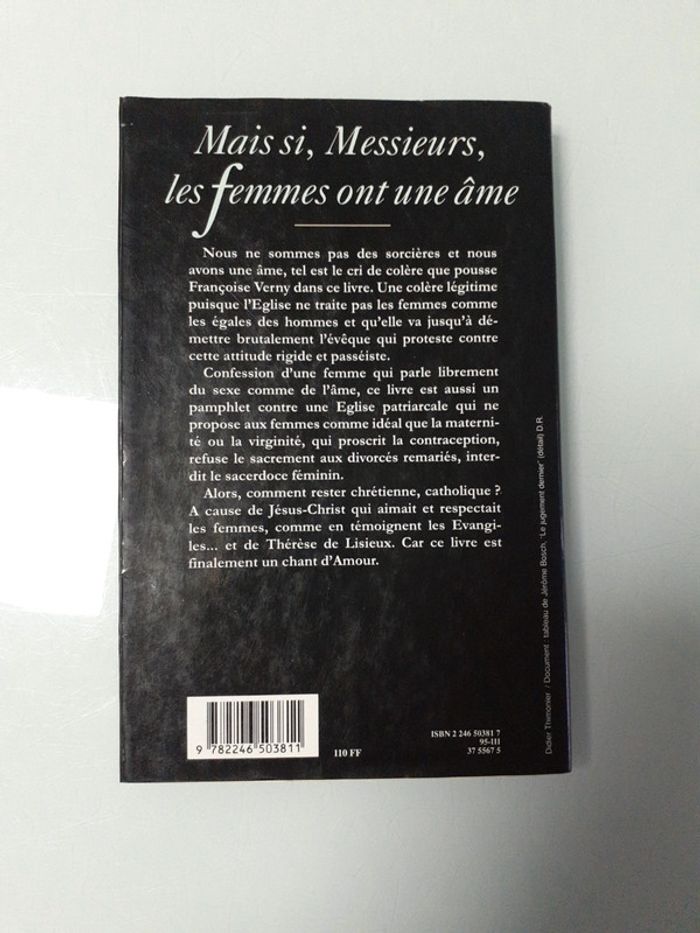 Mais si, Messieurs,
les femmes ont une âme
Nous ne sommes pas des sorcières et nous
avons une âme, tel est le cri de colère que pousse
Françoise Verny dans ce livre. Une colère légitime
puisque l'Eglise ne traite pas les femmes comme
les égales des hommes et qu'elle va jusqu'à dé-
mettre brutalement l'évêque qui proteste contre
cette attitude rigide et passéiste.
Confession d'une femme qui parle librement
du sexe comme de l'âme, ce livre est aussi un
pamphlet contre une Eglise patriarcale qui ne
propose aux femmes comme idéal que la materni-
té ou la virginité, qui proscrit la contraception,
refuse le sacrement aux divorcés remariés, inter-
dit le sacerdoce féminin.
Alors, comment rester chrétienne, catholique ?
A cause de Jésus-Christ qui aimait et respectait
les femmes, comme en témoignent les Evangi-
les... et de Thérèse de Lisieux. Car ce livre est
finalement un chant d'Amour.
Didier Thimonier / Document : tableau de Jérôme Bosch, "Le jugement dernier" (détail) D.R.
9 782246 503811
110 FF
ISBN 2 246 50381 7
95-III
37 5567 5